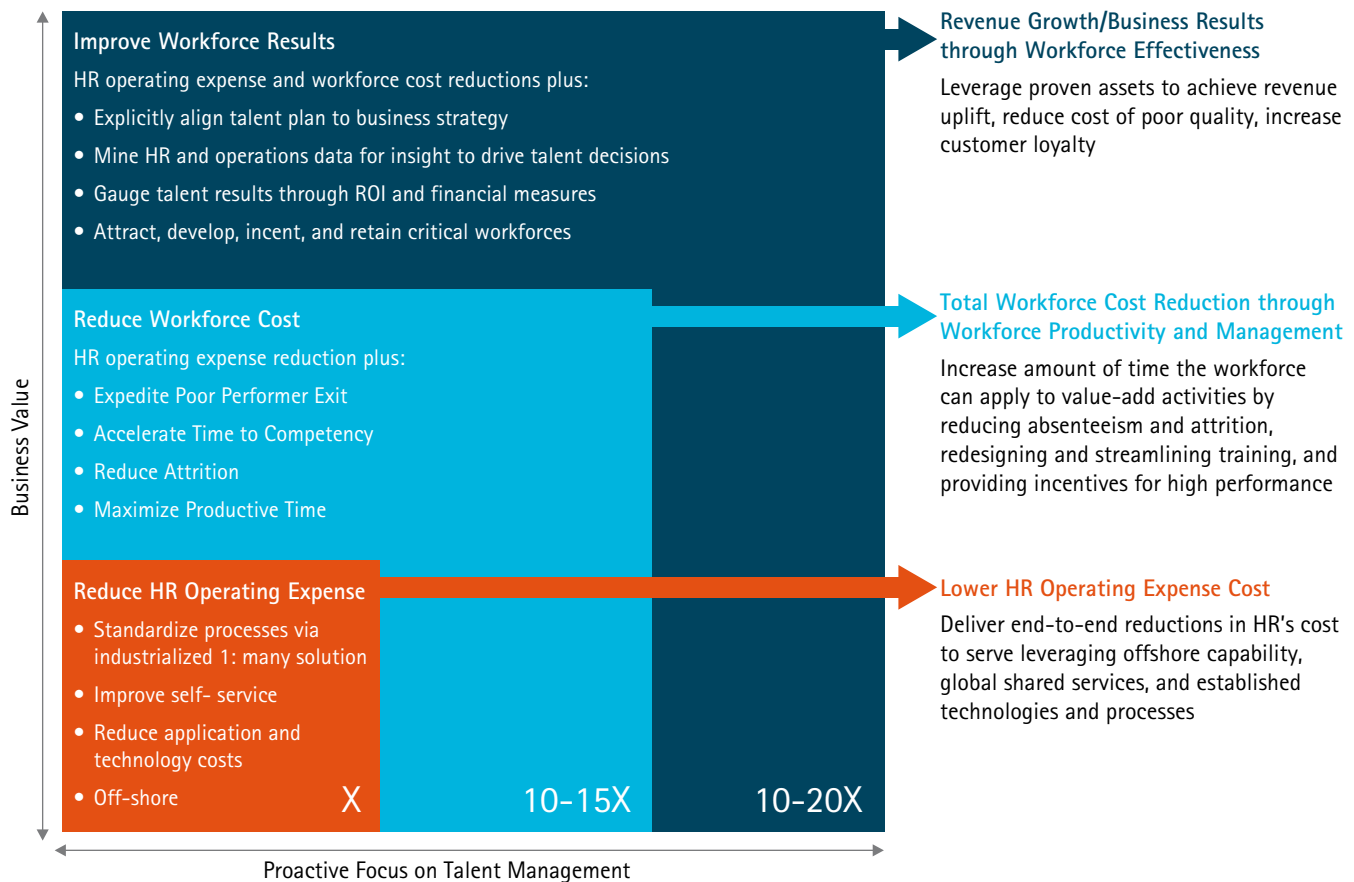 Business Value
Improve Workforce Results
HR operating expense and workforce cost reductions plus:
• Explicitly align talent plan to business strategy
• Mine HR and operations data for insight to drive talent decisions
• Gauge talent results through ROI and financial measures
• Attract, develop, incent, and retain critical workforces
Revenue Growth/Business Results
through Workforce Effectiveness
Leverage proven assets to achieve revenue
uplift, reduce cost of poor quality, increase
customer loyalty
Reduce Workforce Cost
HR operating expense reduction plus:
• Expedite Poor Performer Exit
• Accelerate Time to Competency
• Reduce Attrition
• Maximize Productive Time
Total Workforce Cost Reduction through
Workforce Productivity and Management
Increase amount of time the workforce
can apply to value-add activities by
reducing absenteeism and attrition,
redesigning and streamlining training, and
providing incentives for high performance
Reduce HR Operating Expense
• Standardize processes via
industrialized 1: many solution
• Improve self- service
• Reduce application and
technology costs
• Off-shore
X
10-15X
10-20X
Lower HR Operating Expense Cost
Deliver end-to-end reductions in HR's cost
to serve leveraging offshore capability,
global shared services, and established
technologies and processes
Proactive Focus on Talent Management